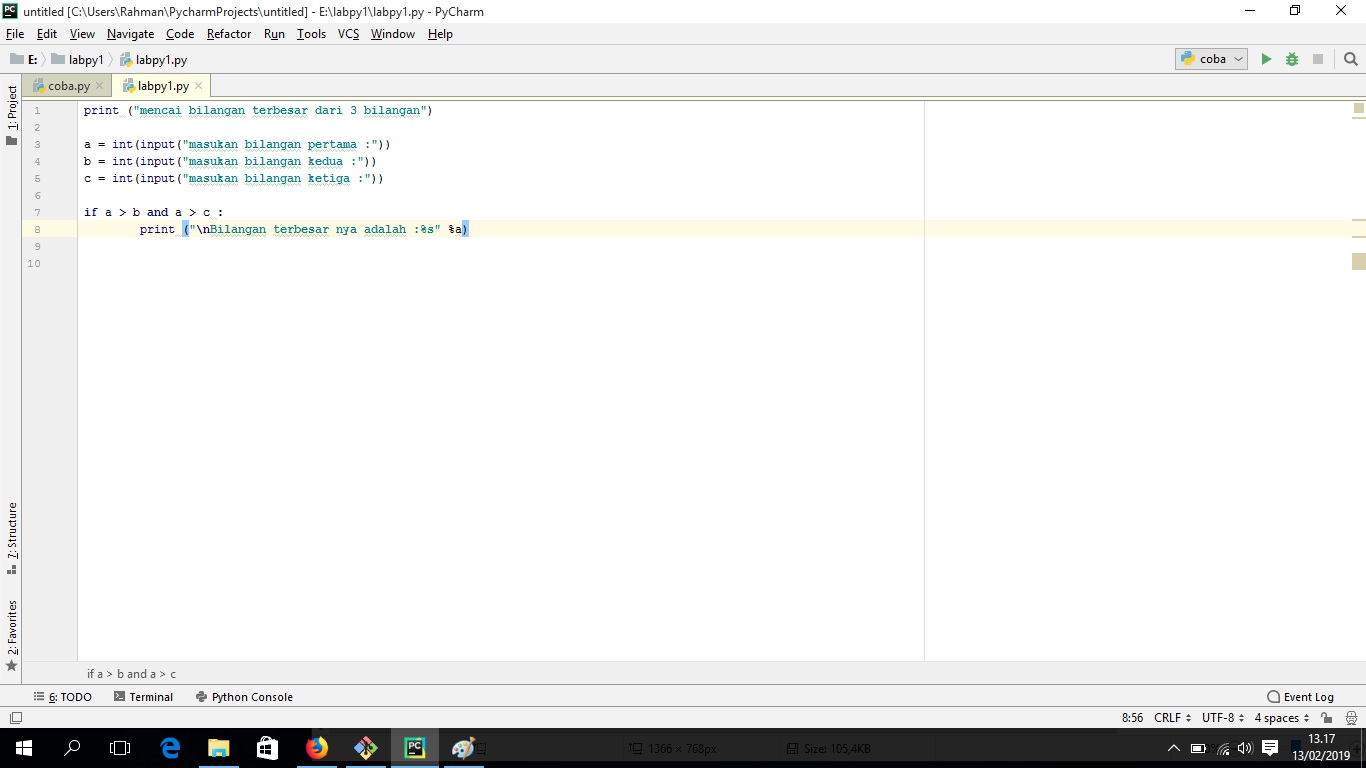 untitled [C:\Users\Rahman\PycharmProjects\untitled] - E:\labpy1\labpy1.py - PyCharm
File Edit View Navigate Code Refactor Run Tools VCS Window Help
E: labpy1 labpy1.py coba
coba.py labpy1.py
1: Project
1 print ("mencai bilangan terbesar dari 3 bilangan")
2
3 a = int(input("masukan bilangan pertama :"))
4 b = int(input("masukan bilangan kedua :"))
5 c = int(input("masukan bilangan ketiga :"))
6
7 if a > b and a > c :
8 print ("\nBilangan terbesar nya adalah :%s" %a)
9
10
7: Structure
2: Favorites
if a > b and a > c
6: TODO Terminal Python Console Event Log
8:56 CRLF UTF-8 4 spaces
1366 × 768px Size: 105,4KB
13.17
13/02/2019